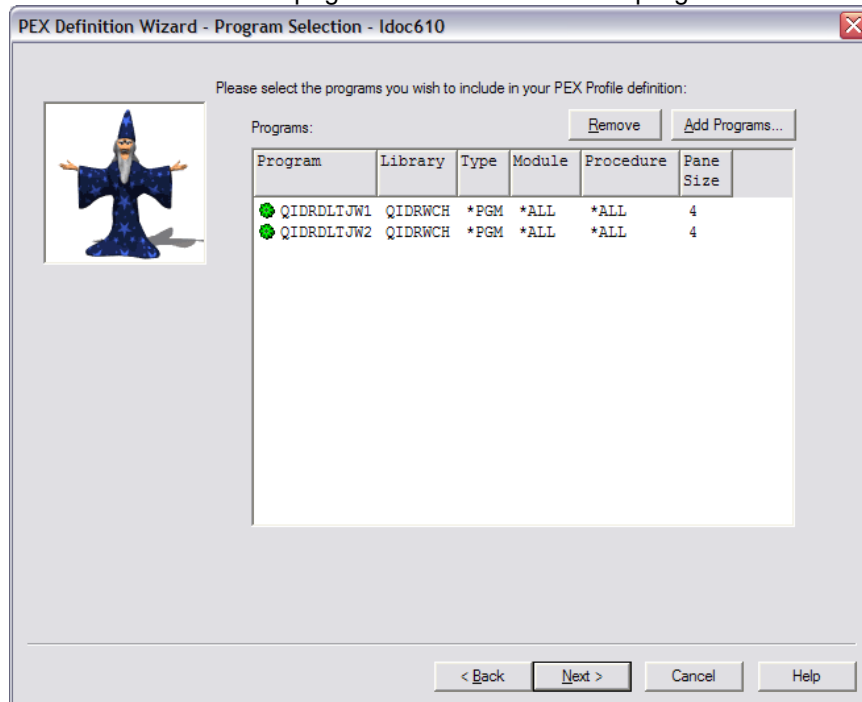 PEX Definition Wizard - Program Selection - Idoc610
Please select the programs you wish to include in your PEX Profile definition:
Programs:
Remove
Add Programs...
Program Library Type Module Procedure Pane Size
QIDRDLTJW1 QIDRWCH *PGM *ALL *ALL 4
QIDRDLTJW2 QIDRWCH *PGM *ALL *ALL 4
< Back
Next >
Cancel
Help